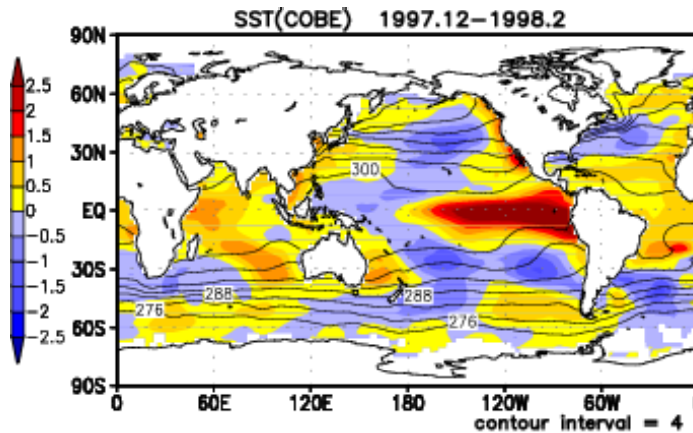 SST(COBE) 1997.12−1998.2
90N
60N
30N
EQ
30S
60S
90S
0 60E 120E 180 120W 60W
contour interval = 4
2.5
2
1.5
1
0.5
0
−0.5
−1
−1.5
−2
−2.5
300
288
288
276
276